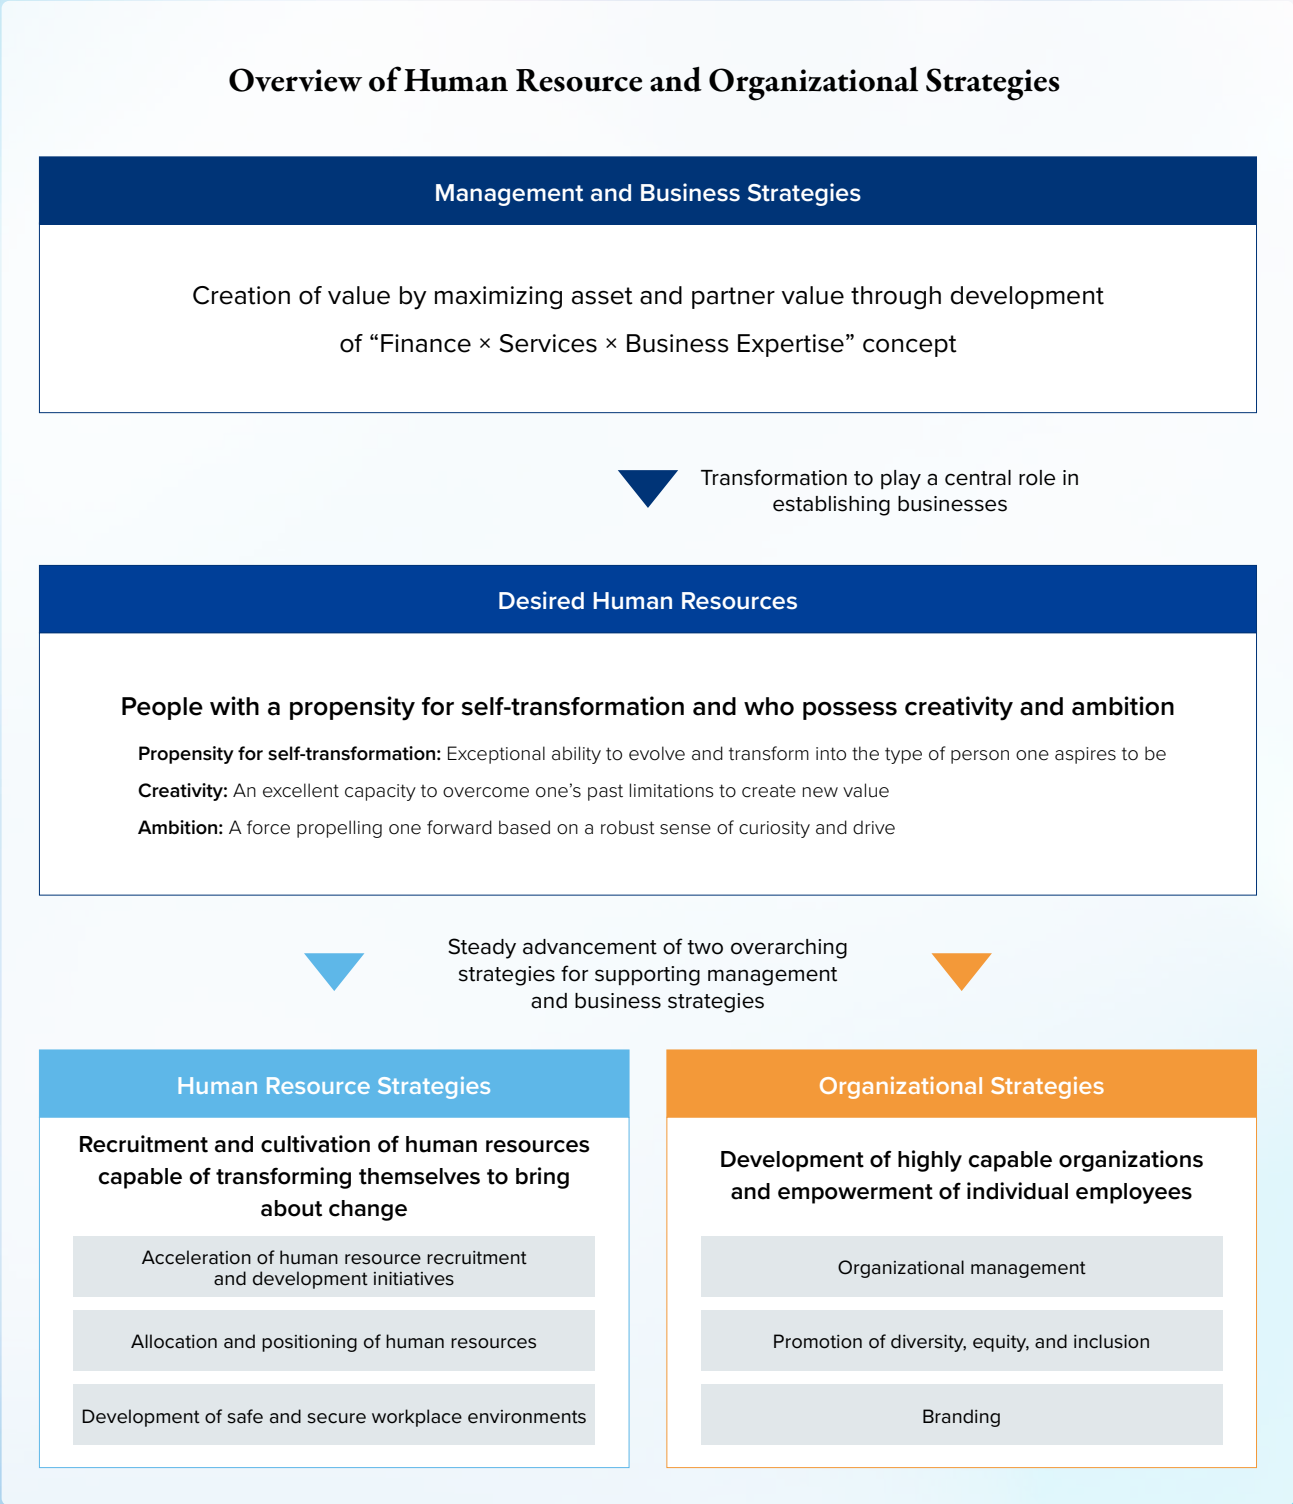 Overview of Human Resource and Organizational Strategies
Management and Business Strategies
Creation of value by maximizing asset and partner value through development
of “Finance × Services × Business Expertise” concept
Transformation to play a central role in
establishing businesses
Desired Human Resources
People with a propensity for self-transformation and who possess creativity and ambition
Propensity for self-transformation: Exceptional ability to evolve and transform into the type of person one aspires to be
Creativity: An excellent capacity to overcome one’s past limitations to create new value
Ambition: A force propelling one forward based on a robust sense of curiosity and drive
Steady advancement of two overarching
strategies for supporting management
and business strategies
Human Resource Strategies
Recruitment and cultivation of human resources
capable of transforming themselves to bring
about change
Acceleration of human resource recruitment
and development initiatives
Allocation and positioning of human resources
Development of safe and secure workplace environments
Organizational Strategies
Development of highly capable organizations
and empowerment of individual employees
Organizational management
Promotion of diversity, equity, and inclusion
Branding